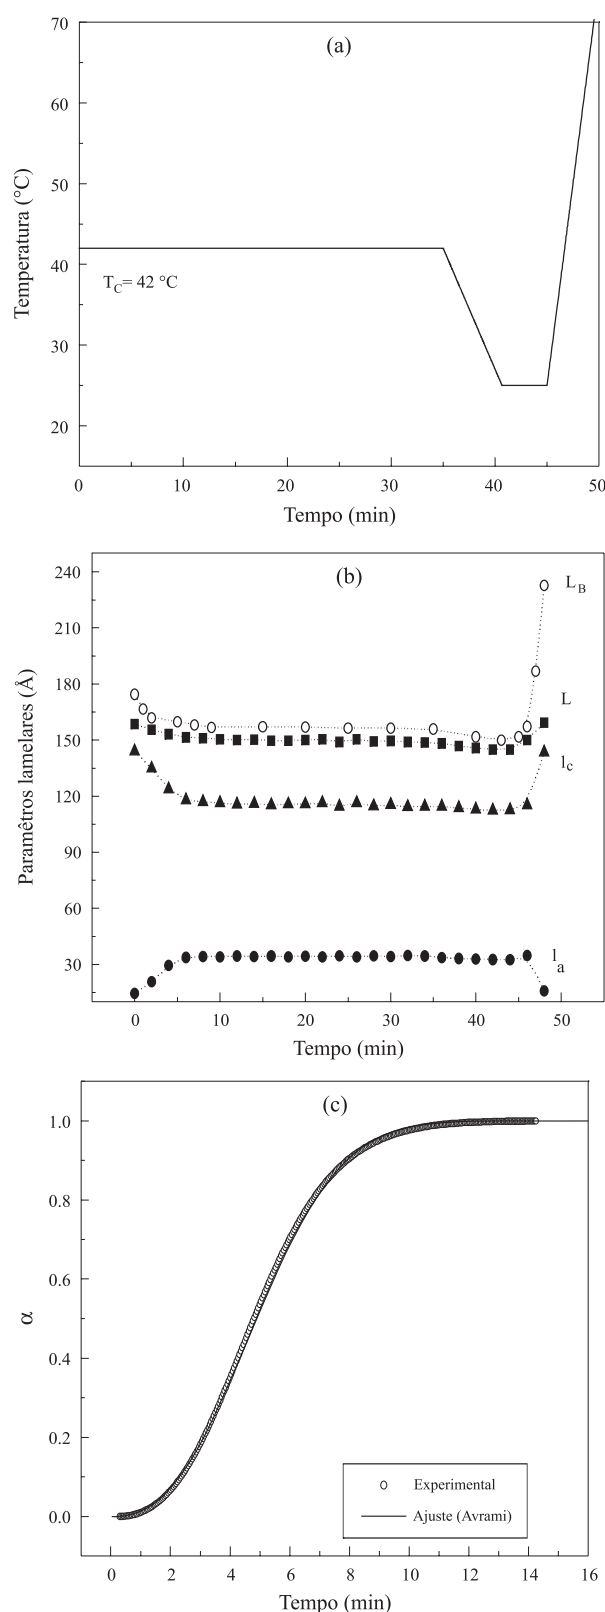 (a)
70
60
50
40
30
20
Temperatura (°C)
T_C= 42 °C
0 10 20 30 40 50
Tempo (min)
(b)
240
210
180
150
120
90
60
30
Paramêtros lamelares (Å)
L_B
L
l_c
l_a
0 10 20 30 40 50
Tempo (min)
(c)
1.0
0.8
0.6
0.4
0.2
0.0
α
Experimental
Ajuste (Avrami)
0 2 4 6 8 10 12 14 16
Tempo (min)